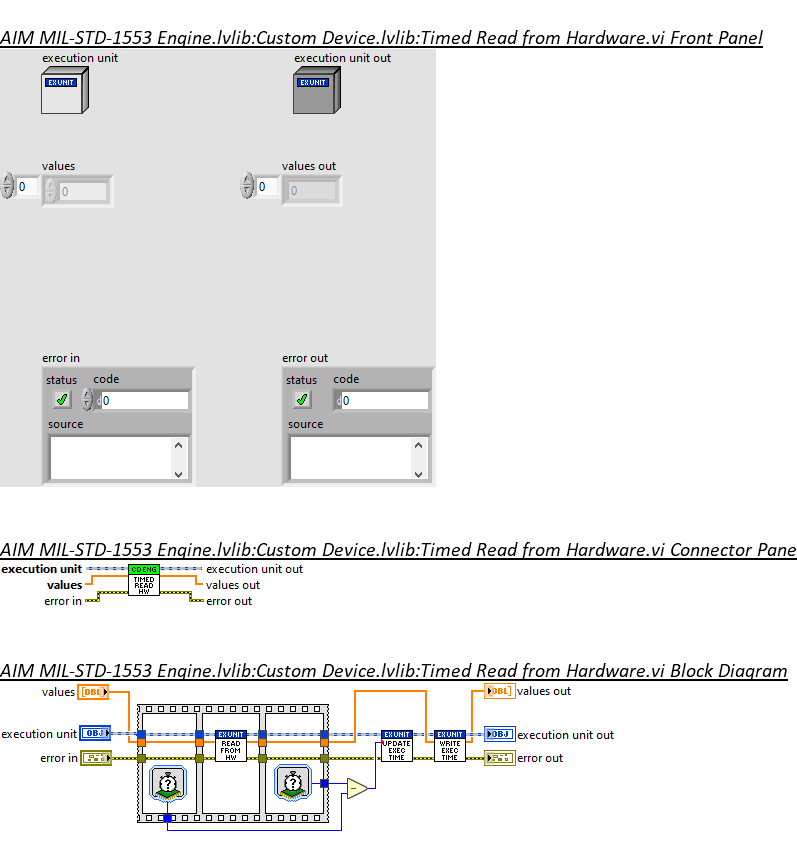 AIM MIL-STD-1553 Engine.lvlib:Custom Device.lvlib:Timed Read from Hardware.vi Front Panel
execution unit execution unit out
EXUNIT EXUNIT
values values out
0 0 0 0
error in error out
status code status code
d0 d0
source source
AIM MIL-STD-1553 Engine.lvlib:Custom Device.lvlib:Timed Read from Hardware.vi Connector Pane
execution unit CD ENG execution unit out
values TIMED READ HW values out
error in error out
AIM MIL-STD-1553 Engine.lvlib:Custom Device.lvlib:Timed Read from Hardware.vi Block Diagram
values [DBL] [DBL] values out
execution unit OBJ EXUNIT EXUNIT EXUNIT OBJ execution unit out
READ UPDATE WRITE
FROM EXEC EXEC
error in HW TIME TIME error out
? ?
-